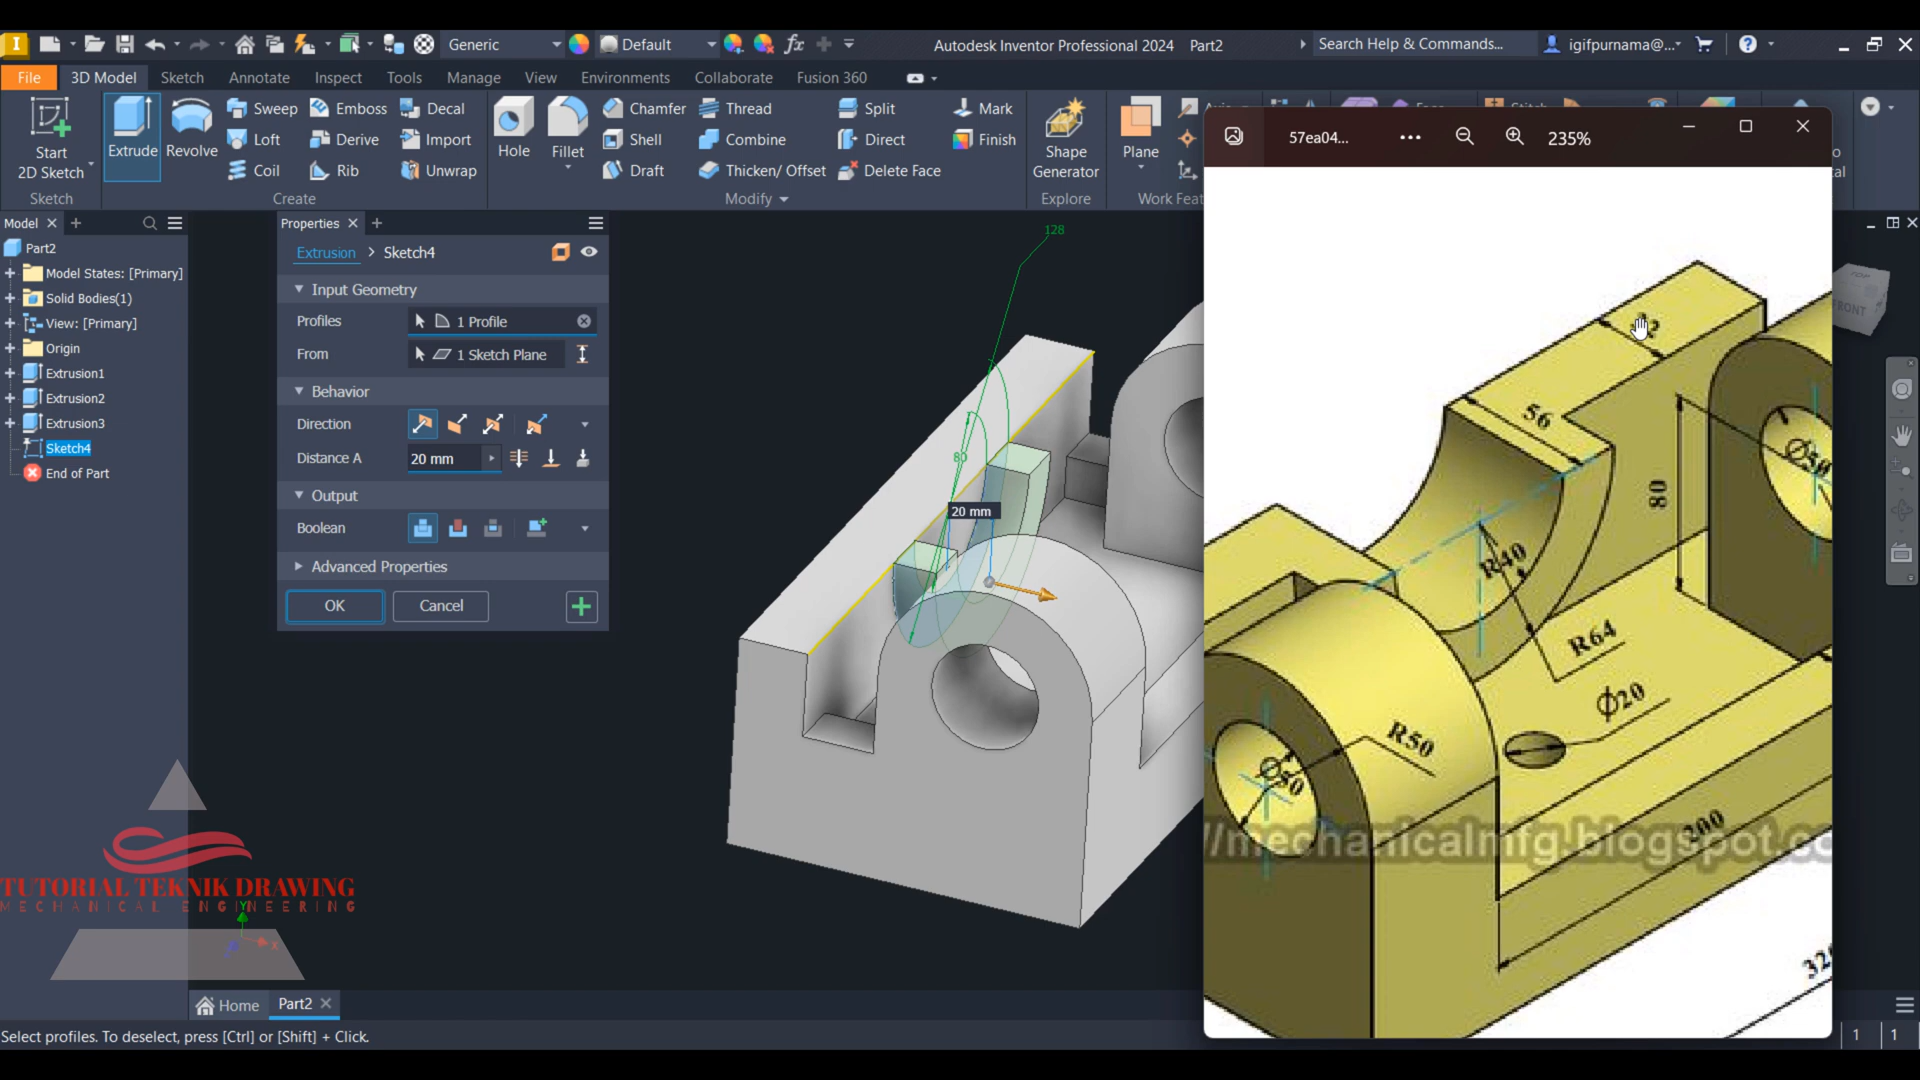 Generic
Default
Autodesk Inventor Professional 2024 Part2
Search Help & Commands...
igifpurnama@...
File
3D Model
Sketch
Annotate
Inspect
Tools
Manage
View
Environments
Collaborate
Fusion 360
Start
2D Sketch
Extrude
Revolve
Sweep
Emboss
Decal
Loft
Derive
Import
Coil
Rib
Unwrap
Hole
Fillet
Chamfer
Thread
Split
Shell
Combine
Direct
Draft
Thicken/ Offset
Delete Face
Mark
Finish
Shape
Generator
Plane
Sketch
Create
Modify
Explore
Work Feat
57ea04...
235%
Model
Part2
Model States: [Primary]
Solid Bodies(1)
View: [Primary]
Origin
Extrusion1
Extrusion2
Extrusion3
Sketch4
End of Part
Properties
Extrusion > Sketch4
Input Geometry
Profiles
1 Profile
From
1 Sketch Plane
Behavior
Direction
Distance A
20 mm
Output
Boolean
Advanced Properties
OK
Cancel
128
80
20 mm
56
80
R40
R64
ϕ20
R50
200
//mechanicalmfg.blogspot.co
TOP
FRONT
TUTORIAL TEKNIK DRAWING
MECHANICAL ENGINEERING
Y
X
Home
Part2
Select profiles. To deselect, press [Ctrl] or [Shift] + Click.
1
1